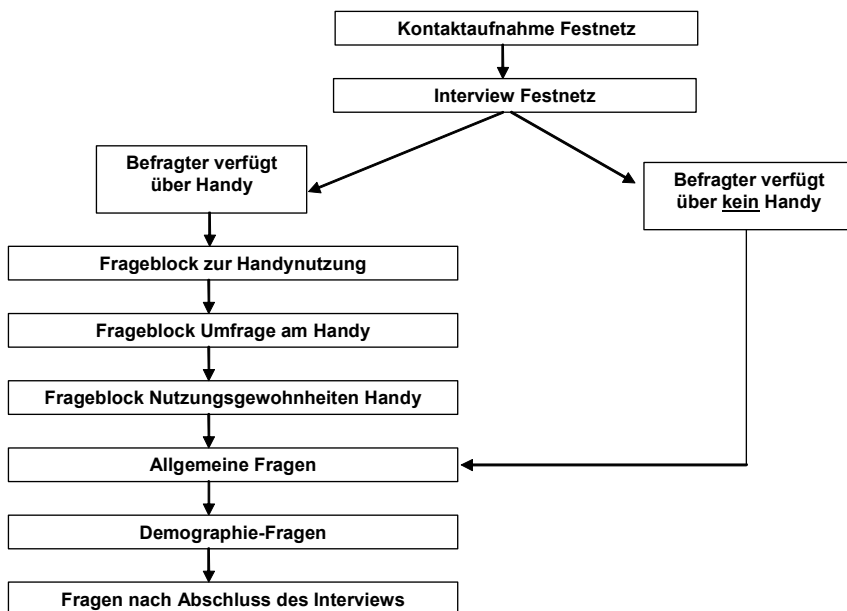 Kontaktaufnahme Festnetz
Interview Festnetz
Befragter verfügt
über Handy
Befragter verfügt
über kein Handy
Frageblock zur Handynutzung
Frageblock Umfrage am Handy
Frageblock Nutzungsgewohnheiten Handy
Allgemeine Fragen
Demographie-Fragen
Fragen nach Abschluss des Interviews